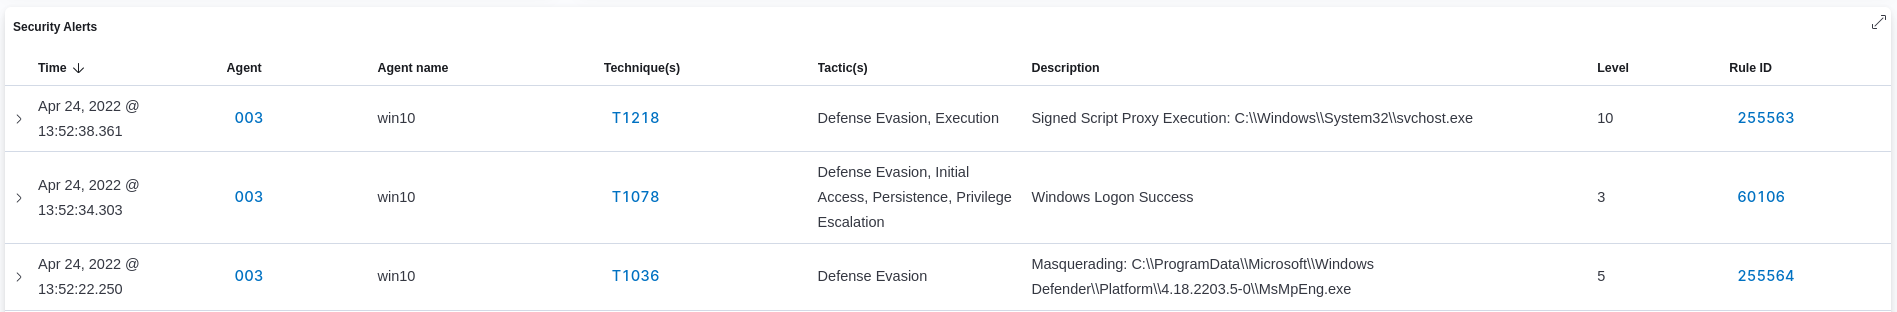 Security Alerts
Time Agent Agent name Technique(s) Tactic(s) Description Level Rule ID
Apr 24, 2022 @
13:52:38.361
003 win10 T1218 Defense Evasion, Execution Signed Script Proxy Execution: C:\\Windows\\System32\\svchost.exe 10 255563
Apr 24, 2022 @
13:52:34.303
003 win10 T1078
Defense Evasion, Initial
Access, Persistence, Privilege
Escalation
Windows Logon Success 3 60106
Apr 24, 2022 @
13:52:22.250
003 win10 T1036 Defense Evasion
Masquerading: C:\\ProgramData\\Microsoft\\Windows
Defender\\Platform\\4.18.2203.5-0\\MsMpEng.exe
5 255564